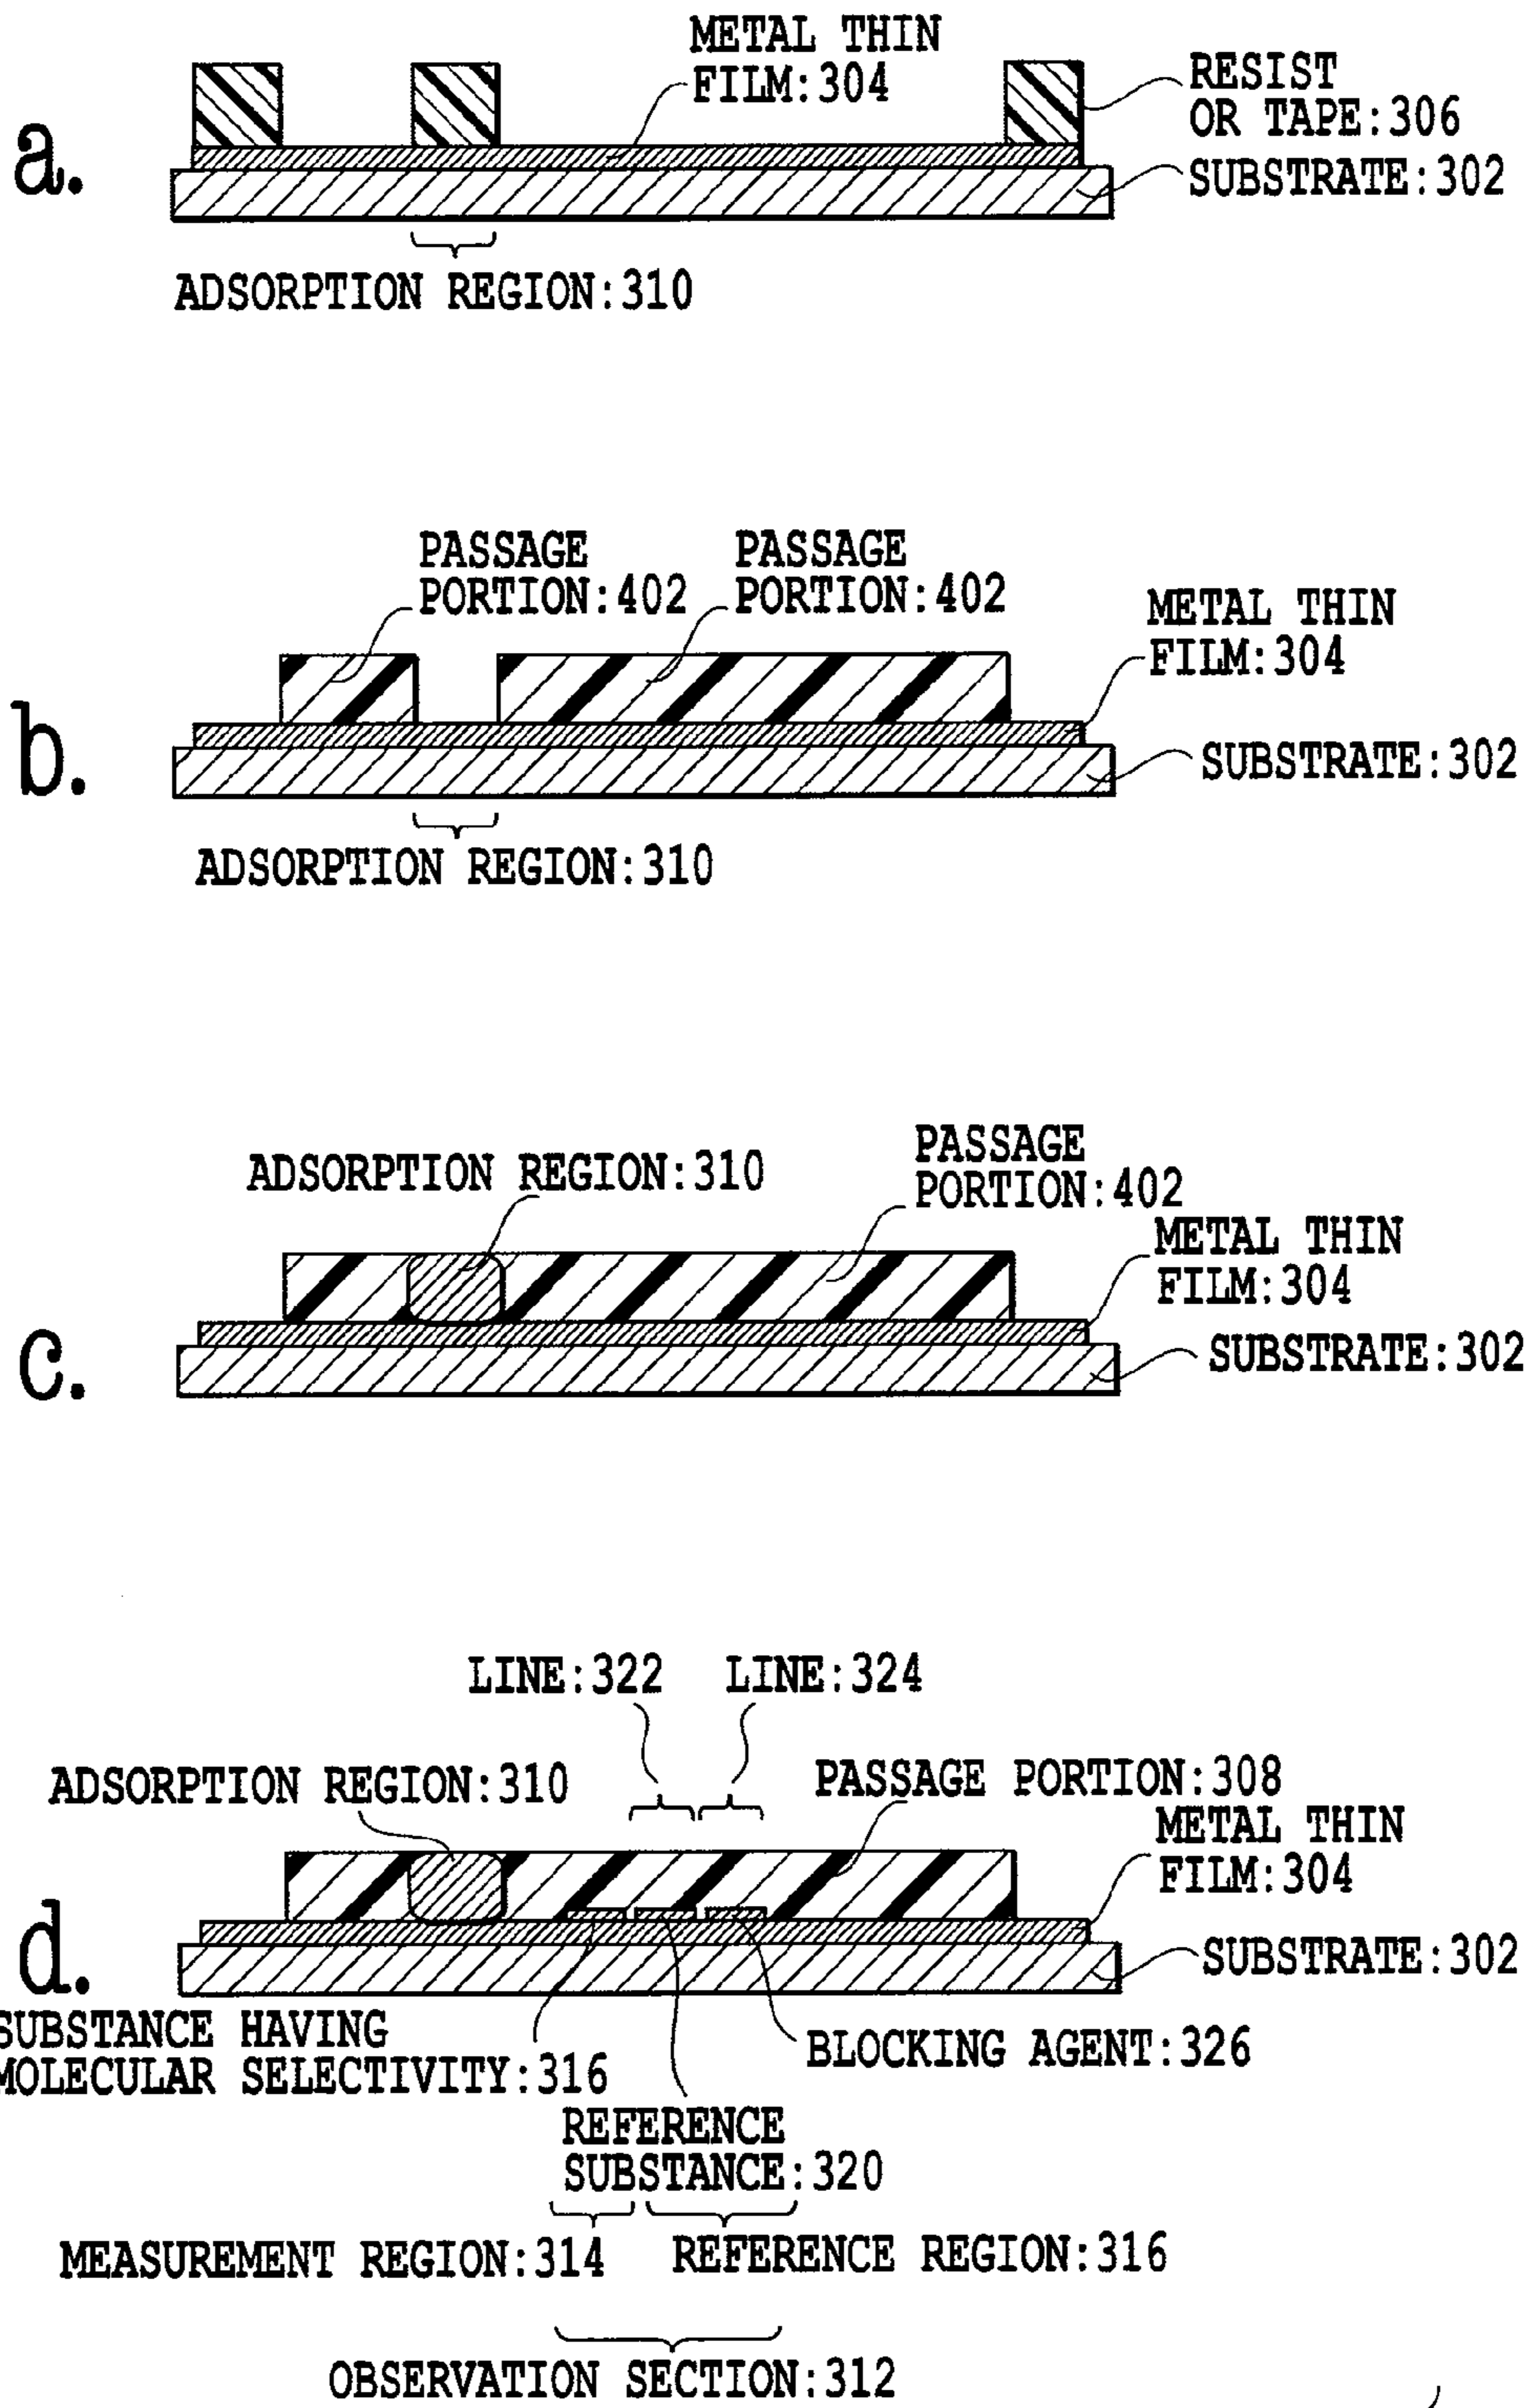 a.
METAL THIN
FILM:304
RESIST
OR TAPE:306
SUBSTRATE:302
ADSORPTION REGION:310
b.
PASSAGE
PORTION:402
PASSAGE
PORTION:402
METAL THIN
FILM:304
SUBSTRATE:302
ADSORPTION REGION:310
c.
ADSORPTION REGION:310
PASSAGE
PORTION:402
METAL THIN
FILM:304
SUBSTRATE:302
d.
LINE:322
LINE:324
ADSORPTION REGION:310
PASSAGE PORTION:308
METAL THIN
FILM:304
SUBSTRATE:302
SUBSTANCE HAVING
MOLECULAR SELECTIVITY:316
BLOCKING AGENT:326
REFERENCE
SUBSTANCE:320
MEASUREMENT REGION:314
REFERENCE REGION:316
OBSERVATION SECTION:312